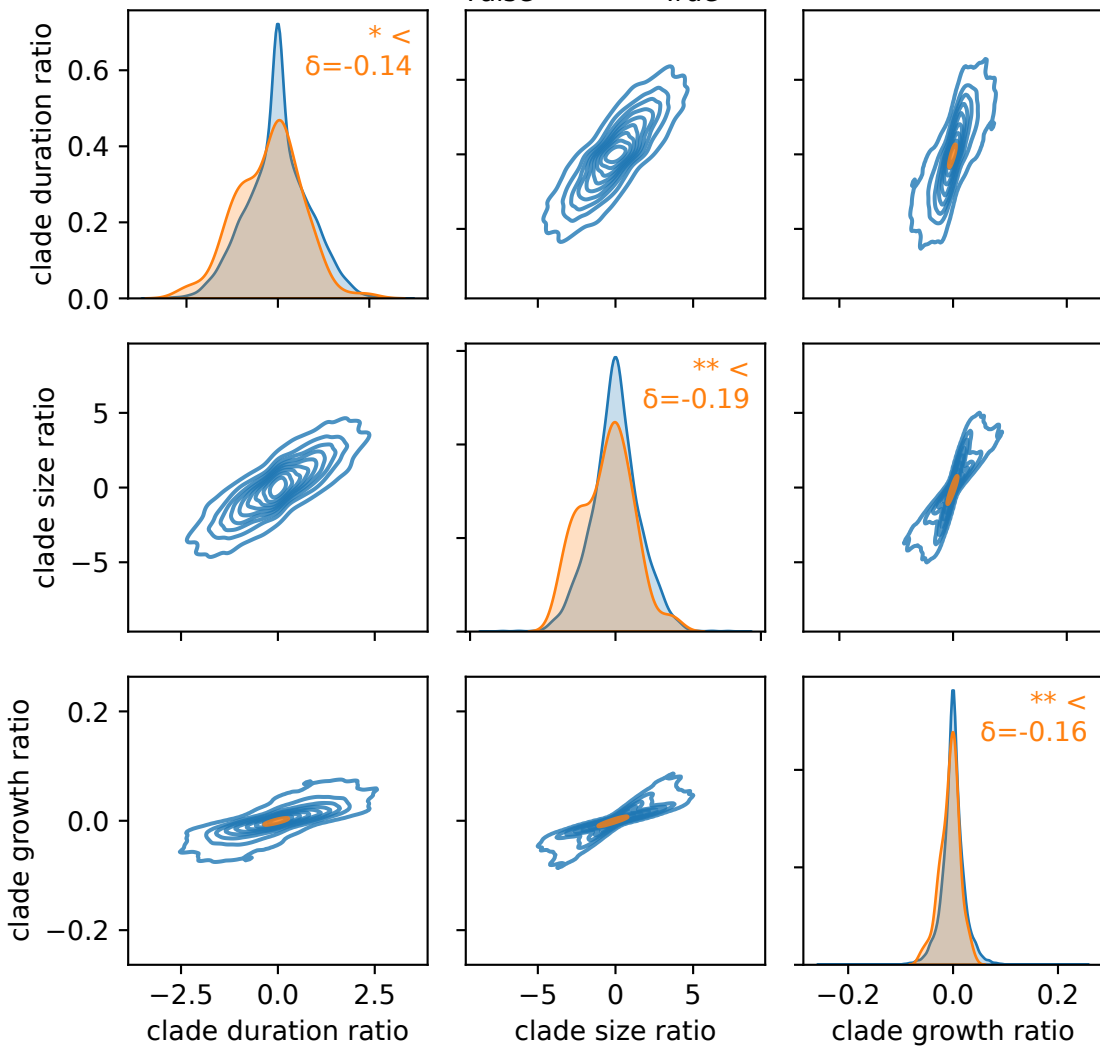 clade duration ratio
0.6
0.4
0.2
0.0
* <
δ=-0.14
clade size ratio
5
0
−5
** <
δ=-0.19
clade growth ratio
0.2
0.0
−0.2
** <
δ=-0.16
−2.5 0.0 2.5
clade duration ratio
−5 0 5
clade size ratio
−0.2 0.0 0.2
clade growth ratio